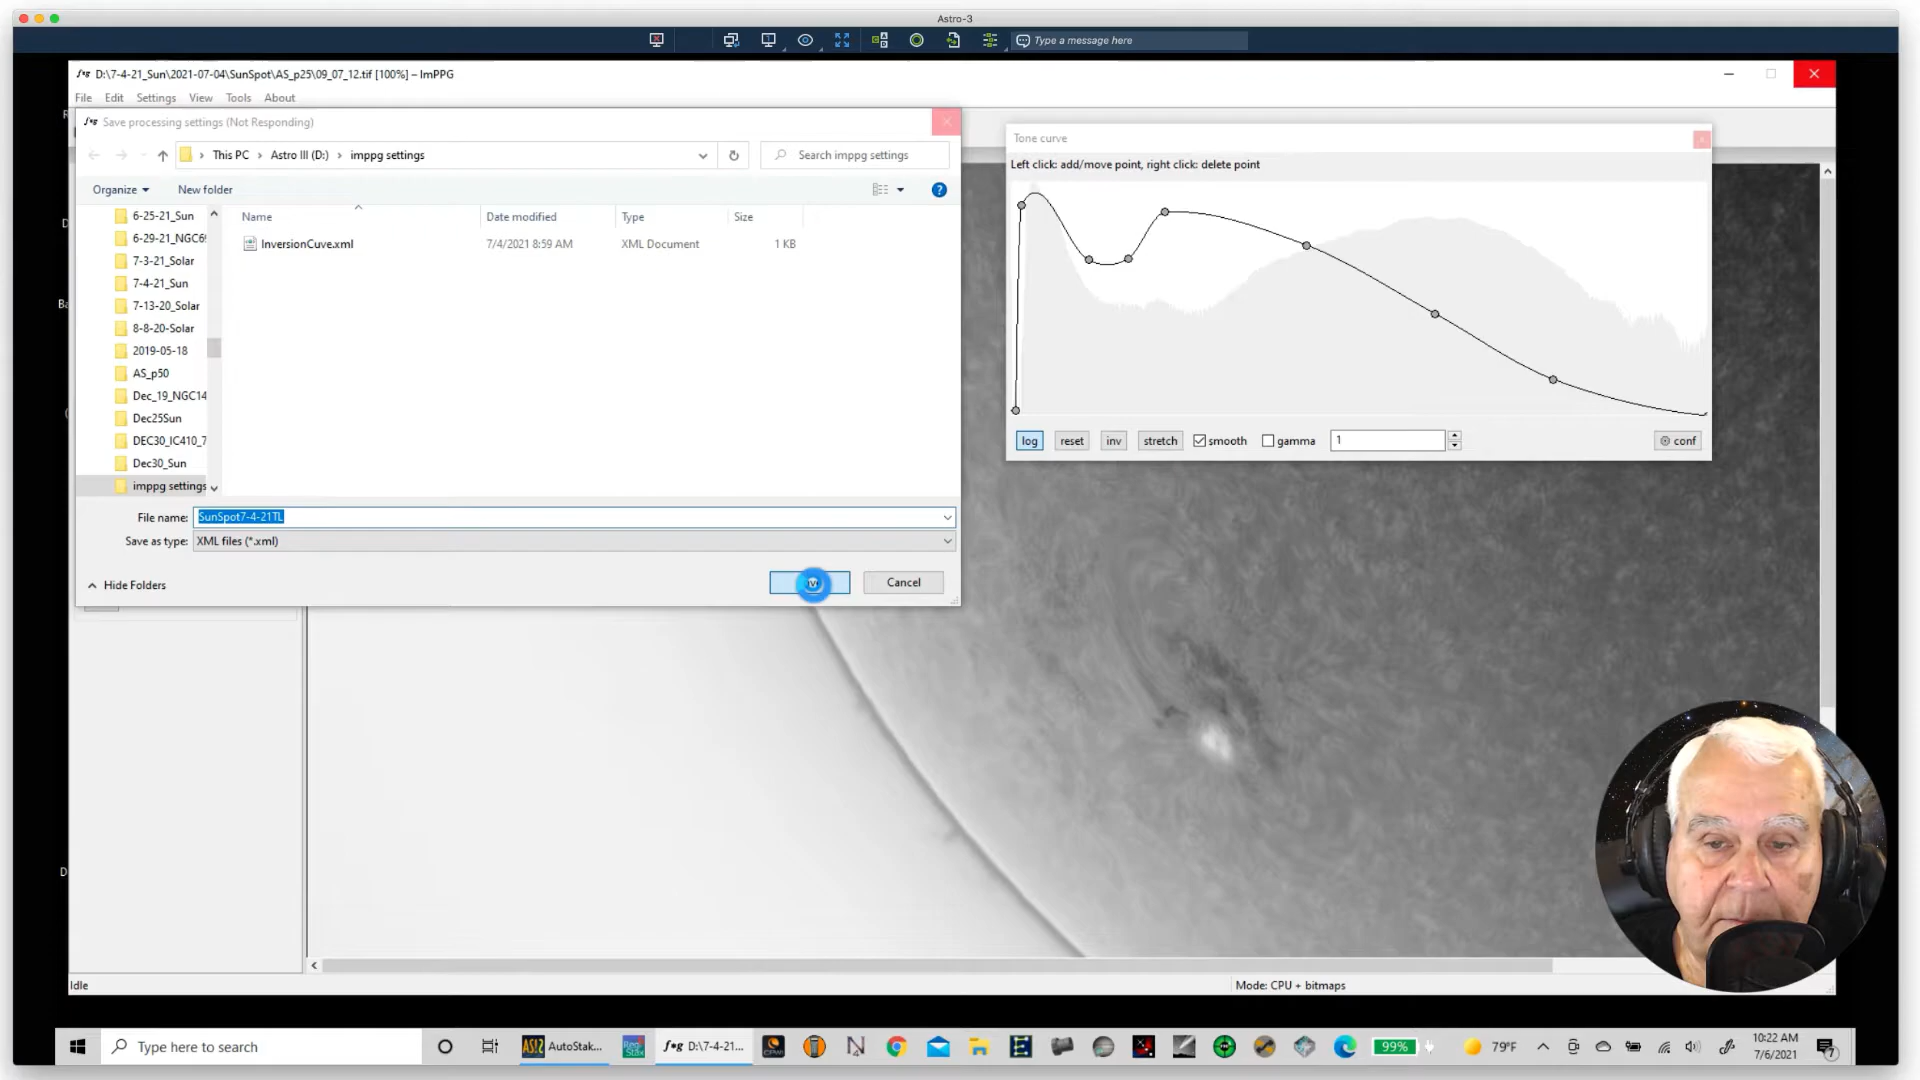 Astro-3
Type a message here
D:\7-4-21_Sun\2021-07-04\SunSpot\AS_p25\09_07_12.tif [100%] – ImPPG
File Edit Settings View Tools About
Save processing settings (Not Responding)
This PC > Astro III (D:) > imppg settings
Search imppg settings
Organize
New folder
Name
Date modified
Type
Size
InversionCuve.xml
7/4/2021 8:59 AM
XML Document
1 KB
6-25-21_Sun
6-29-21_NGC69
7-3-21_Solar
7-4-21_Sun
7-13-20_Solar
8-8-20-Solar
2019-05-18
AS_p50
Dec_19_NGC14
Dec25Sun
DEC30_IC410_7
Dec30_Sun
imppg settings
File name: SunSpot7-4-21TL
Save as type: XML files (*.xml)
Hide Folders
Cancel
Tone curve
Left click: add/move point, right click: delete point
log reset inv stretch smooth gamma 1 conf
Idle
Mode: CPU + bitmaps
Type here to search
AutoStak...
D:\7-4-21...
99%
79°F
10:22 AM
7/6/2021